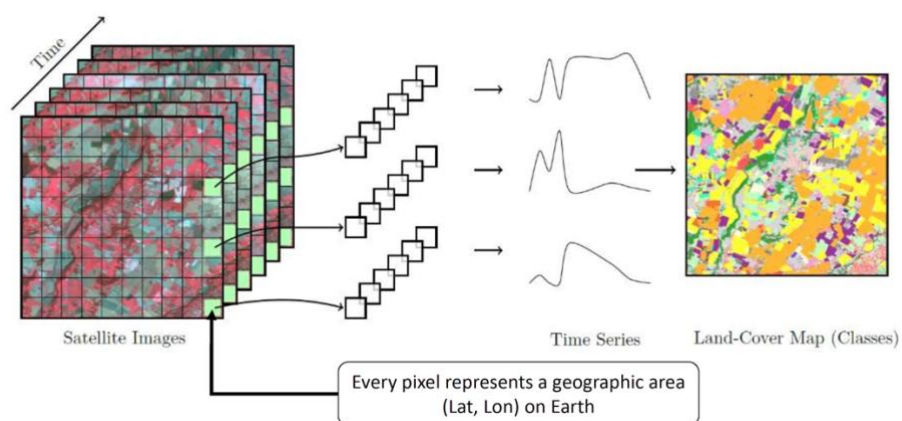 Time
Satellite Images
Time Series
Land-Cover Map (Classes)
Every pixel represents a geographic area
(Lat, Lon) on Earth